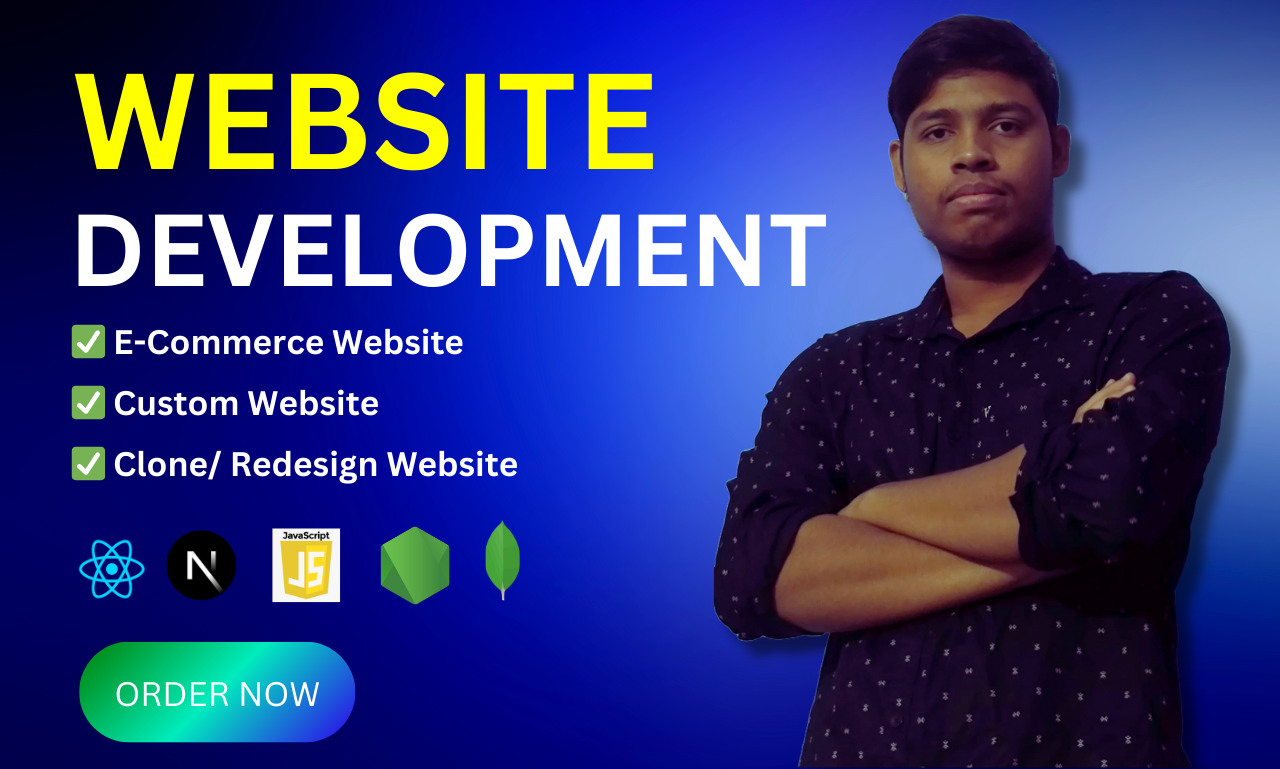 WEBSITE
DEVELOPMENT
✅ E-Commerce Website
✅ Custom Website
✅ Clone/ Redesign Website
N
JavaScript
JS
ORDER NOW